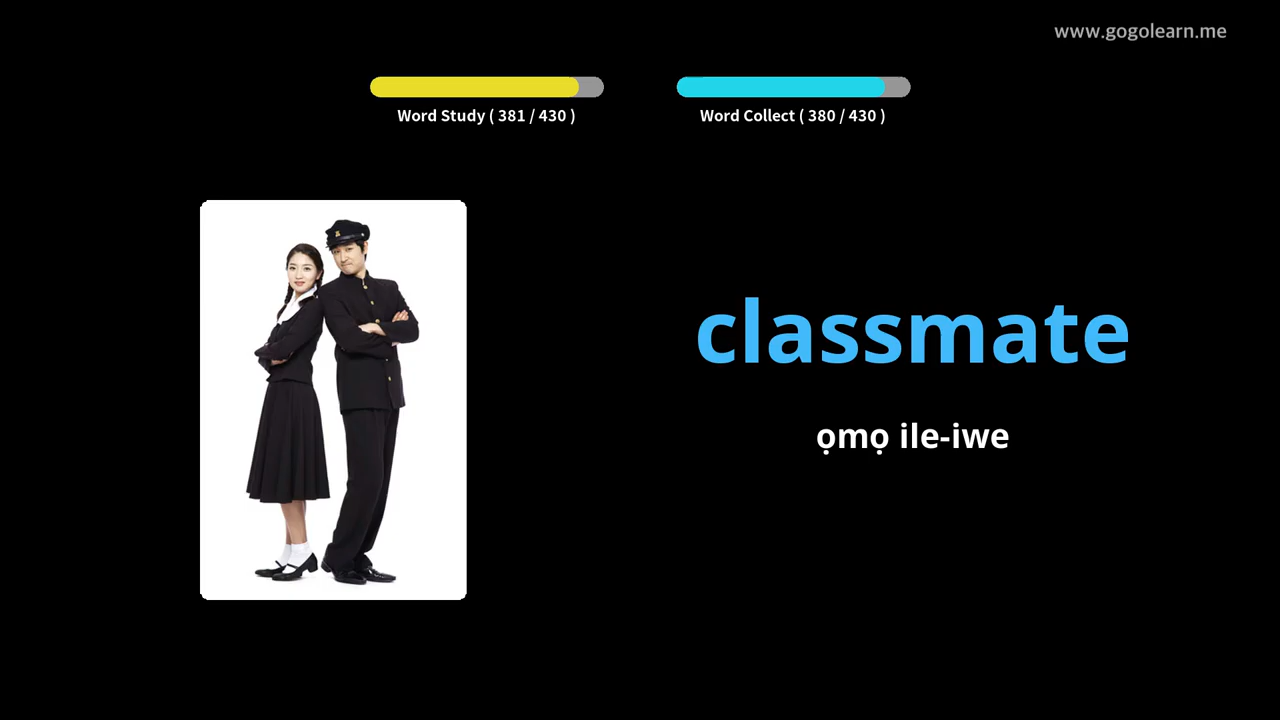 www.gogolearn.me
Word Study ( 381 / 430 )
Word Collect ( 380 / 430 )
classmate
ọmọ ile-iwe